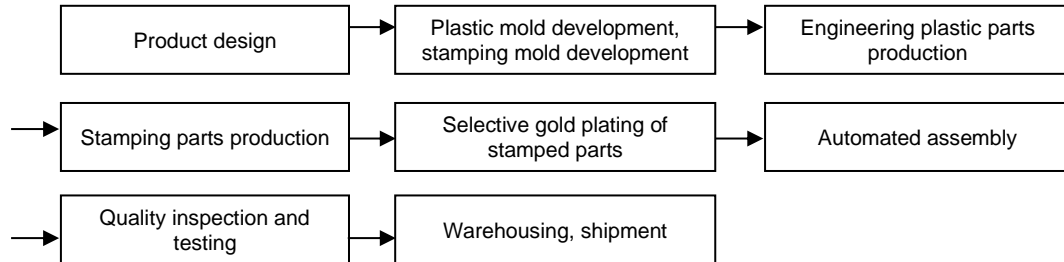 Product design
Plastic mold development,
stamping mold development
Engineering plastic parts
production
Stamping parts production
Selective gold plating of
stamped parts
Automated assembly
Quality inspection and
testing
Warehousing, shipment